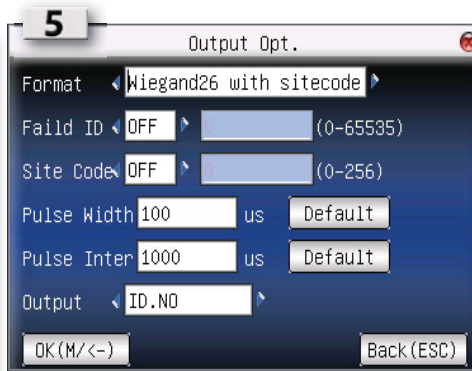 5
Output Opt.
Format Wiegand26 with sitecode
Faild ID OFF 0 (0-65535)
Site Code OFF 0 (0-256)
Pulse Width 100 us Default
Pulse Inter 1000 us Default
Output ID.NO
OK(M/<-) Back(ESC)